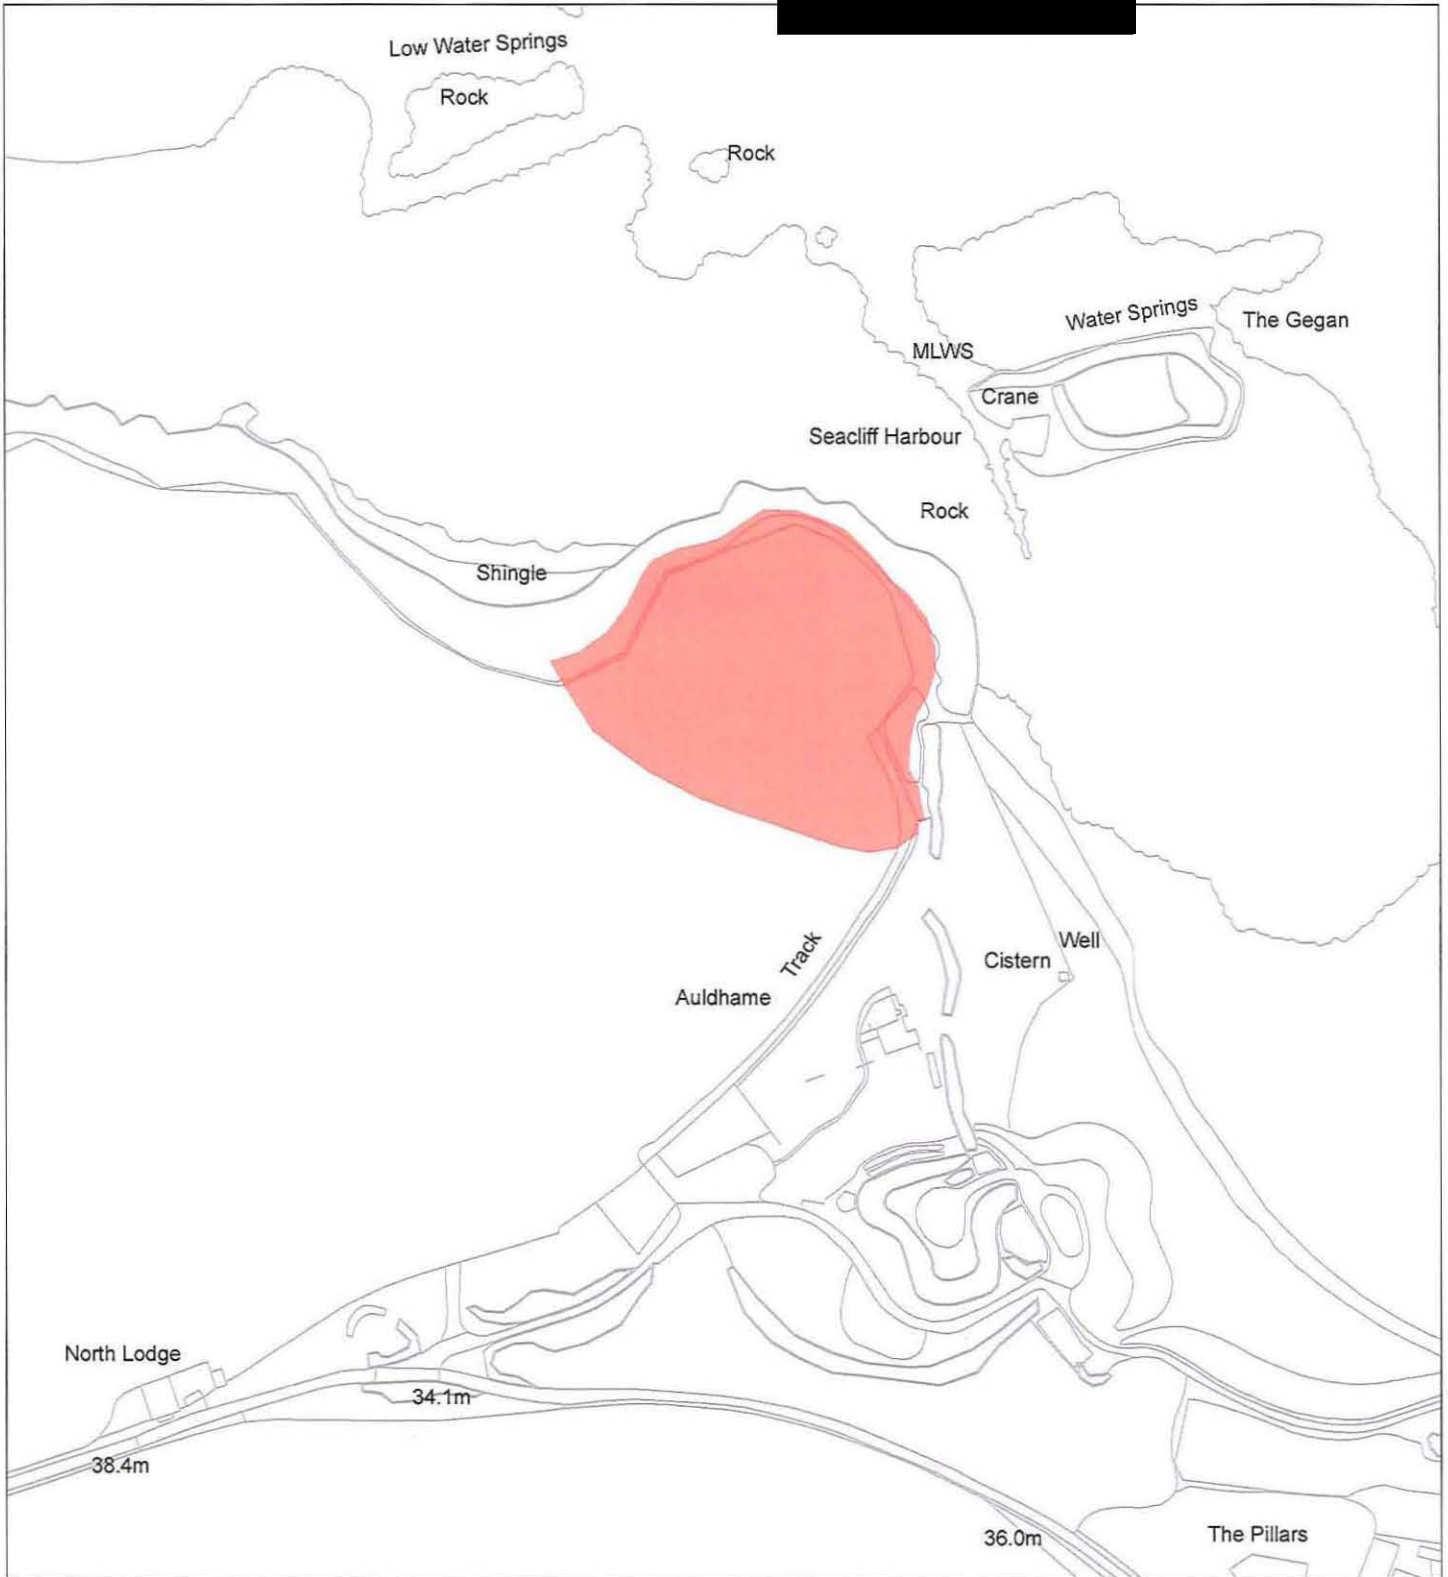 Low Water Springs
Rock
Rock
Water Springs
The Gegan
MLWS
Crane
Seacliff Harbour
Rock
Shingle
Well
Cistern
Track
Auldhame
North Lodge
34.1m
38.4m
36.0m
The Pillars